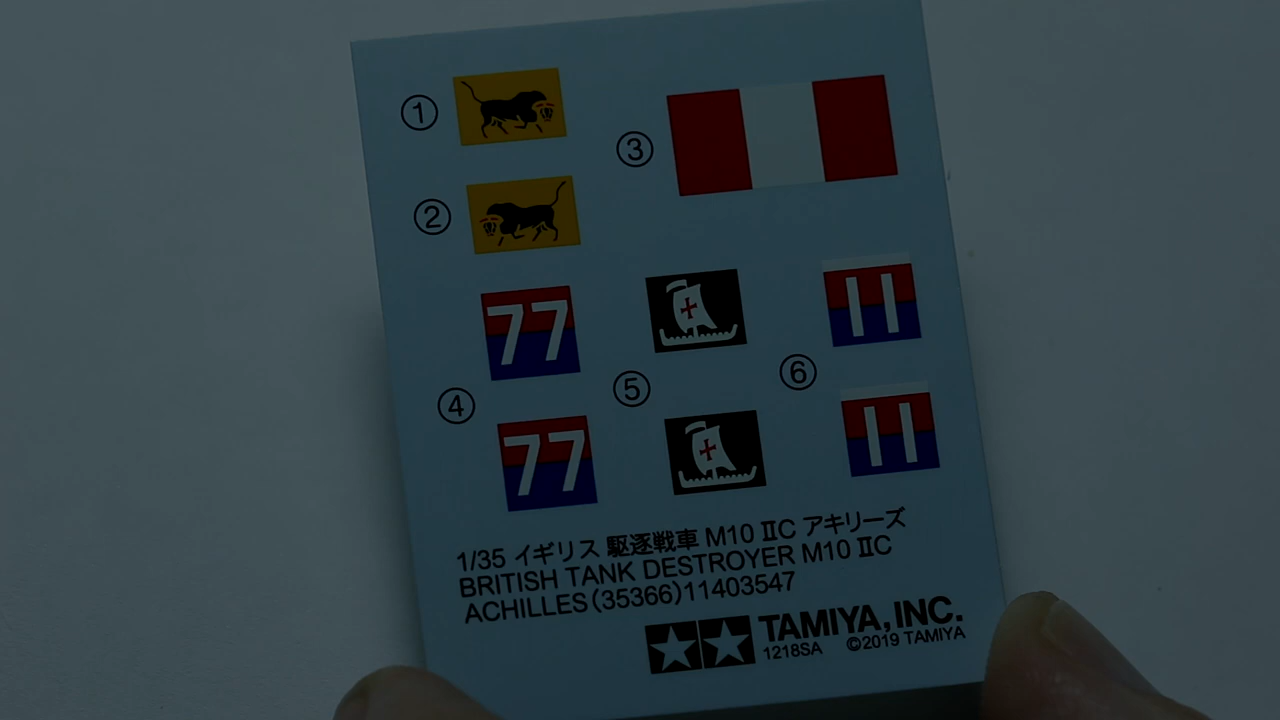 ①
②
③
77
11
④
⑤
⑥
77
11
1/35 イギリス 駆逐戦車 M10 ⅡC アキリーズ
BRITISH TANK DESTROYER M10 ⅡC
ACHILLES(35366)11403547
TAMIYA, INC.
1218SA ©2019 TAMIYA